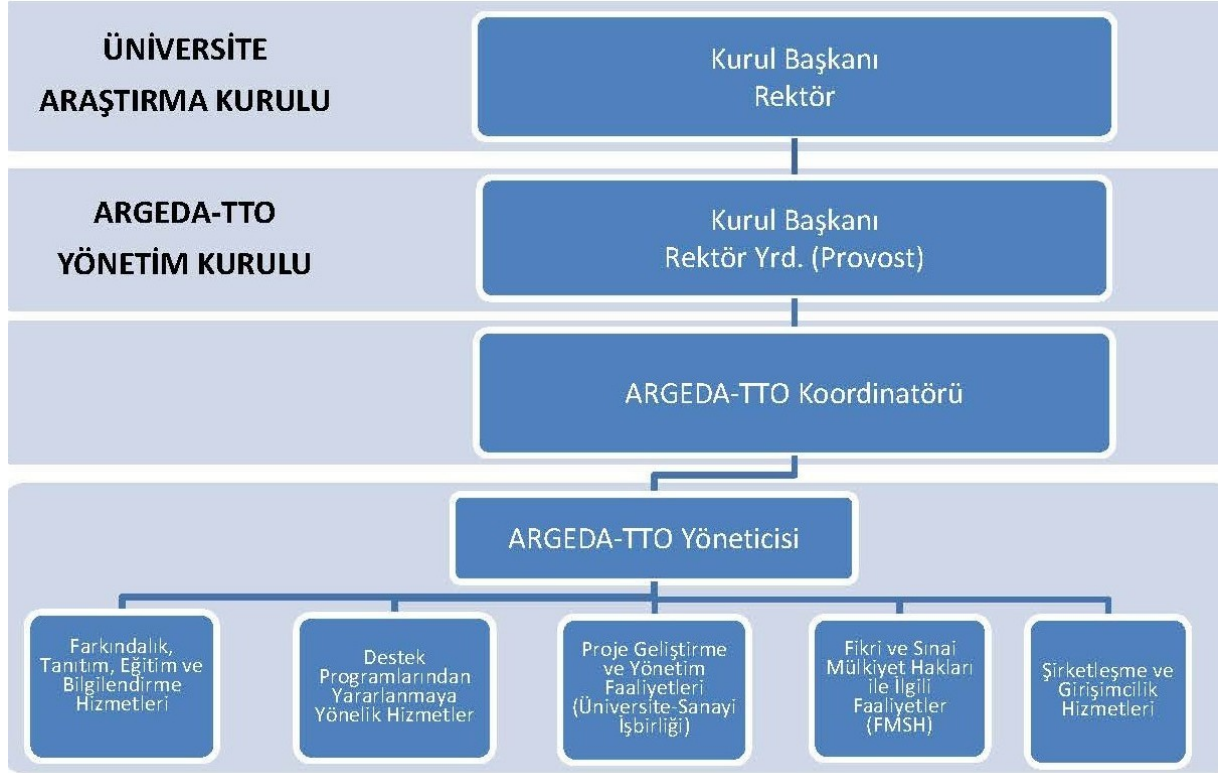 ÜNİVERSİTE
ARAŞTIRMA KURULU
Kurul Başkanı
Rektör
ARGEDA-TTO
YÖNETİM KURULU
Kurul Başkanı
Rektör Yrd. (Provost)
ARGEDA-TTO Koordinatörü
ARGEDA-TTO Yöneticisi
Farkındalık,
Tanıtım, Eğitim ve
Bilgilendirme
Hizmetleri
Destek
Programlarından
Yararlanmaya
Yönelik Hizmetler
Proje Geliştirme
ve Yönetim
Faaliyetleri
(Üniversite-Sanayi
İşbirliği)
Fikri ve Sınai
Mülkiyet Hakları
ile İlgili
Faaliyetler
(FMSH)
Şirketleşme ve
Girişimcilik
Hizmetleri